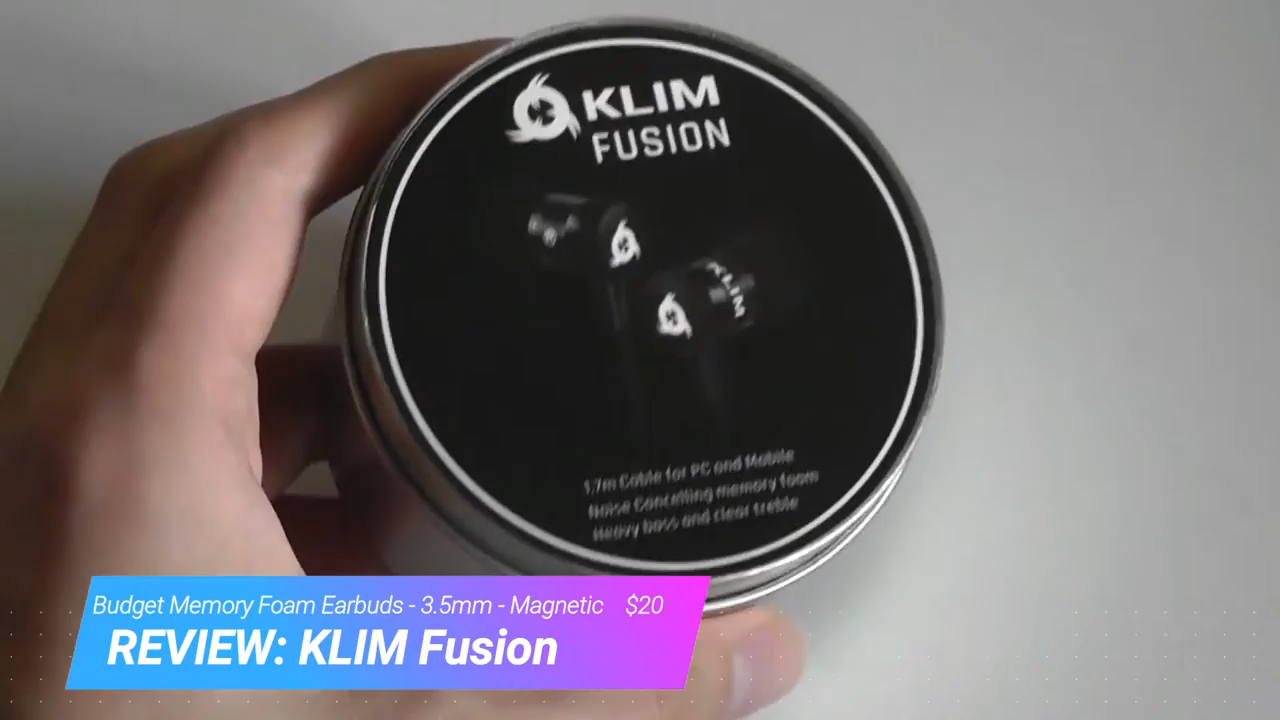 KLIM
FUSION
KLIM
1.7m Cable for PC and Mobile
Noise Cancelling memory foam
Heavy bass and clear treble
Budget Memory Foam Earbuds - 3.5mm - Magnetic $20
REVIEW: KLIM Fusion